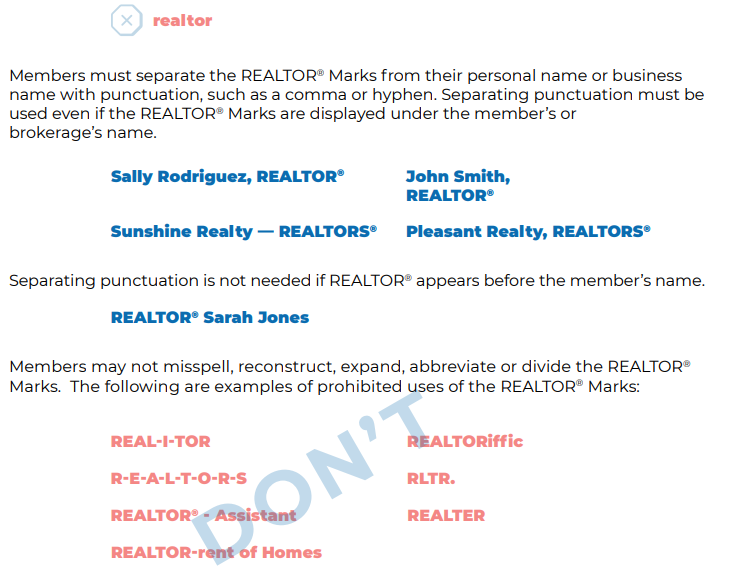 realtor
Members must separate the REALTOR® Marks from their personal name or business
name with punctuation, such as a comma or hyphen. Separating punctuation must be
used even if the REALTOR® Marks are displayed under the member’s or
brokerage’s name.
Sally Rodriguez, REALTOR®
John Smith,
REALTOR®
Sunshine Realty — REALTORS®
Pleasant Realty, REALTORS®
Separating punctuation is not needed if REALTOR® appears before the member’s name.
REALTOR® Sarah Jones
Members may not misspell, reconstruct, expand, abbreviate or divide the REALTOR®
Marks.  The following are examples of prohibited uses of the REALTOR® Marks:
DON’T
REAL-I-TOR
REALTORiffic
R-E-A-L-T-O-R-S
RLTR.
REALTOR® - Assistant
REALTER
REALTOR-rent of Homes